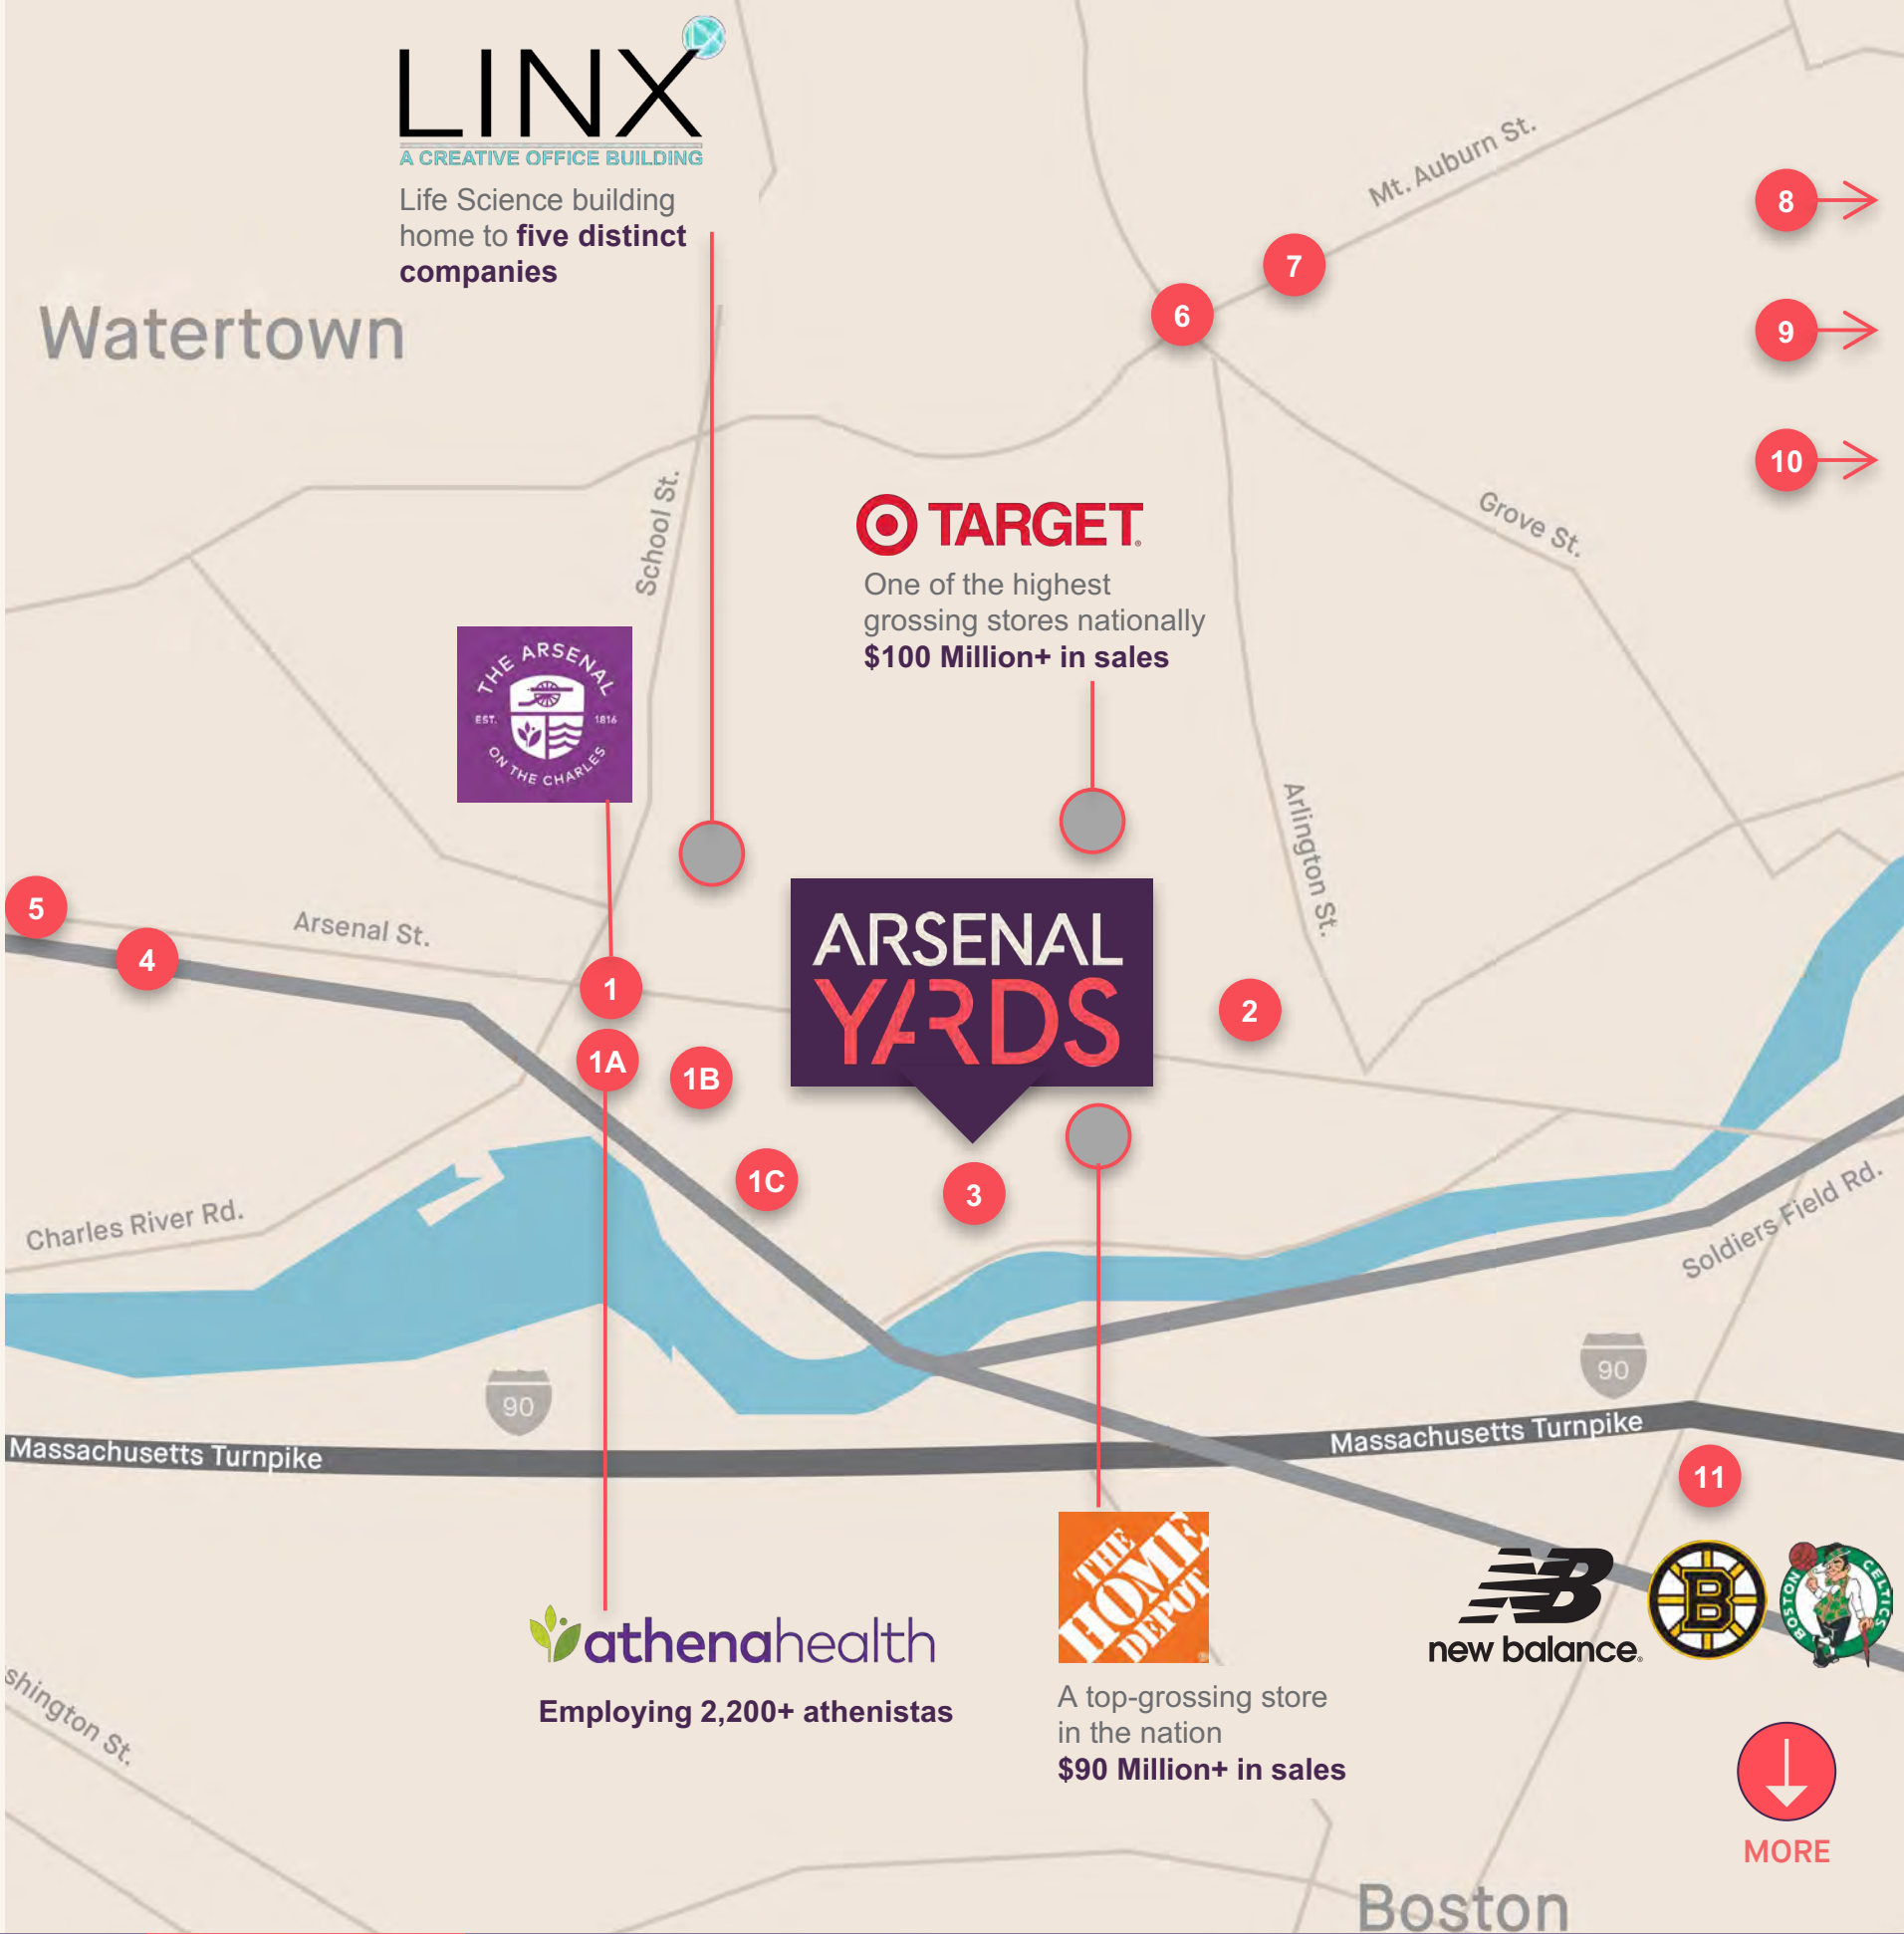 LINX
A CREATIVE OFFICE BUILDING
Life Science building
home to five distinct
companies
Mt. Auburn St.
8
7
6
9
Watertown
10
School St.
Grove St.
TARGET
One of the highest
grossing stores nationally
$100 Million+ in sales
THE ARSENAL
EST. 1816
ON THE CHARLES
Arlington St.
5
Arsenal St.
4
1
ARSENAL
YARDS
2
1A
1B
1C
3
Charles River Rd.
Soldiers Field Rd.
90
90
Massachusetts Turnpike
Massachusetts Turnpike
11
THE
HOME
DEPOT
B
BOSTON CELTICS
new balance
athenahealth
Employing 2,200+ athenistas
A top-grossing store
in the nation
$90 Million+ in sales
shington St.
MORE
Boston